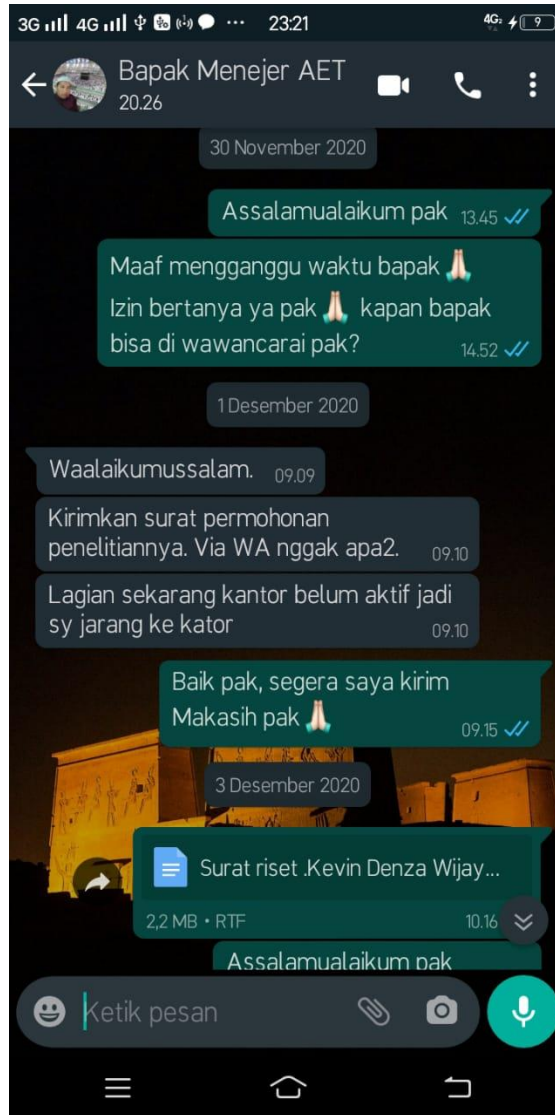 3G 4G ... 23:21 4G+ 9
Bapak Menejer AET
20.26
30 November 2020
Assalamualaikum pak 13.45
Maaf mengganggu waktu bapak🙏🏻
Izin bertanya ya pak🙏🏻 kapan bapak
bisa di wawancarai pak? 14.52
1 Desember 2020
Waalaikumussalam. 09.09
Kirimkan surat permohonan
penelitiannya. Via WA nggak apa2. 09.10
Lagian sekarang kantor belum aktif jadi
sy jarang ke kator 09.10
Baik pak, segera saya kirim
Makasih pak🙏🏻 09.15
3 Desember 2020
Surat riset .Kevin Denza Wijay...
2,2 MB • RTF 10.16
Assalamualaikum pak
Ketik pesan